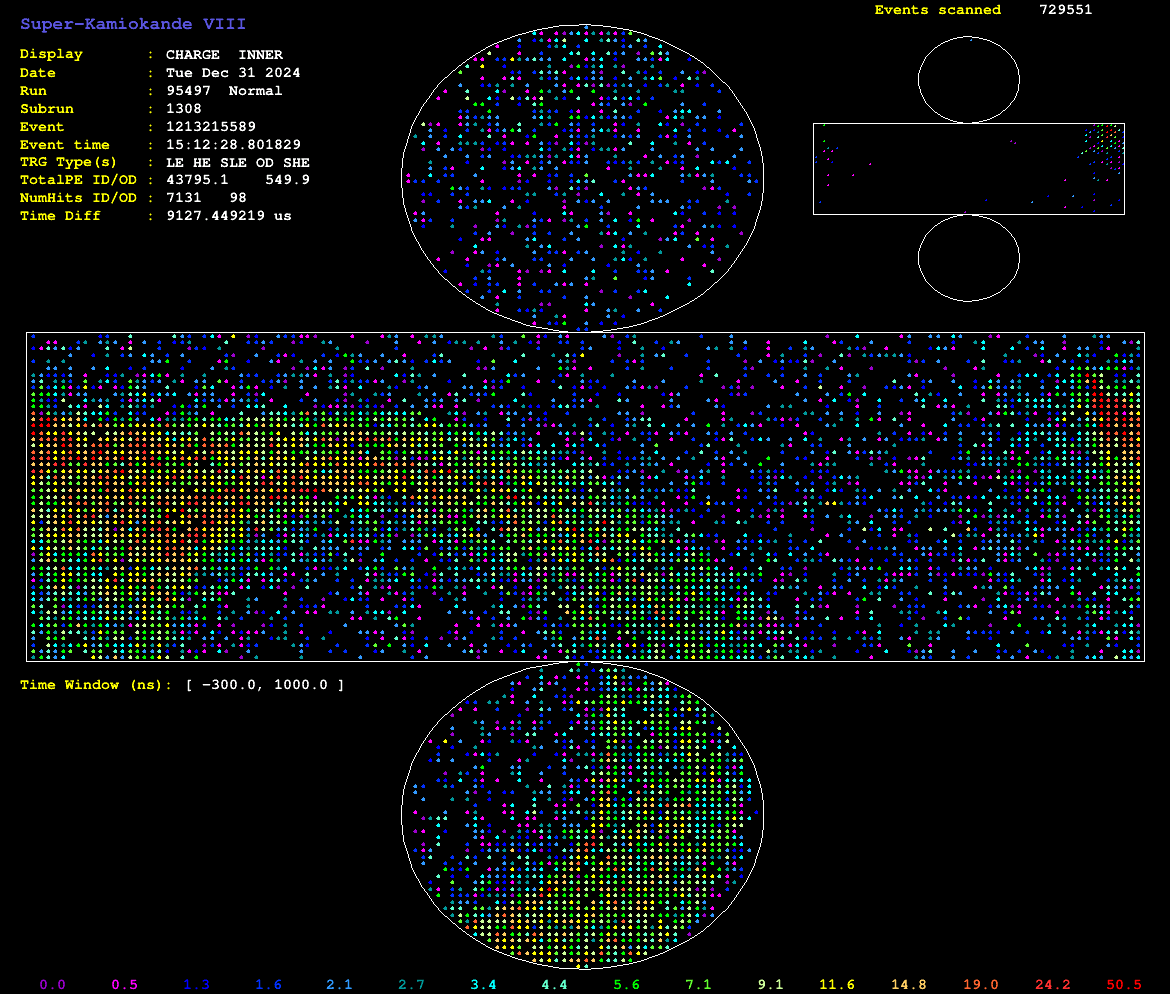 Super-Kamiokande VIII
Events scanned 729551
Display : CHARGE INNER
Date : Tue Dec 31 2024
Run : 95497 Normal
Subrun : 1308
Event : 1213215589
Event time : 15:12:28.801829
TRG Type(s) : LE HE SLE OD SHE
TotalPE ID/OD : 43795.1 549.9
NumHits ID/OD : 7131 98
Time Diff : 9127.449219 us
Time Window (ns): [ −300.0, 1000.0 ]
0.0 0.5 1.3 1.6 2.1 2.7 3.4 4.4 5.6 7.1 9.1 11.6 14.8 19.0 24.2 50.5